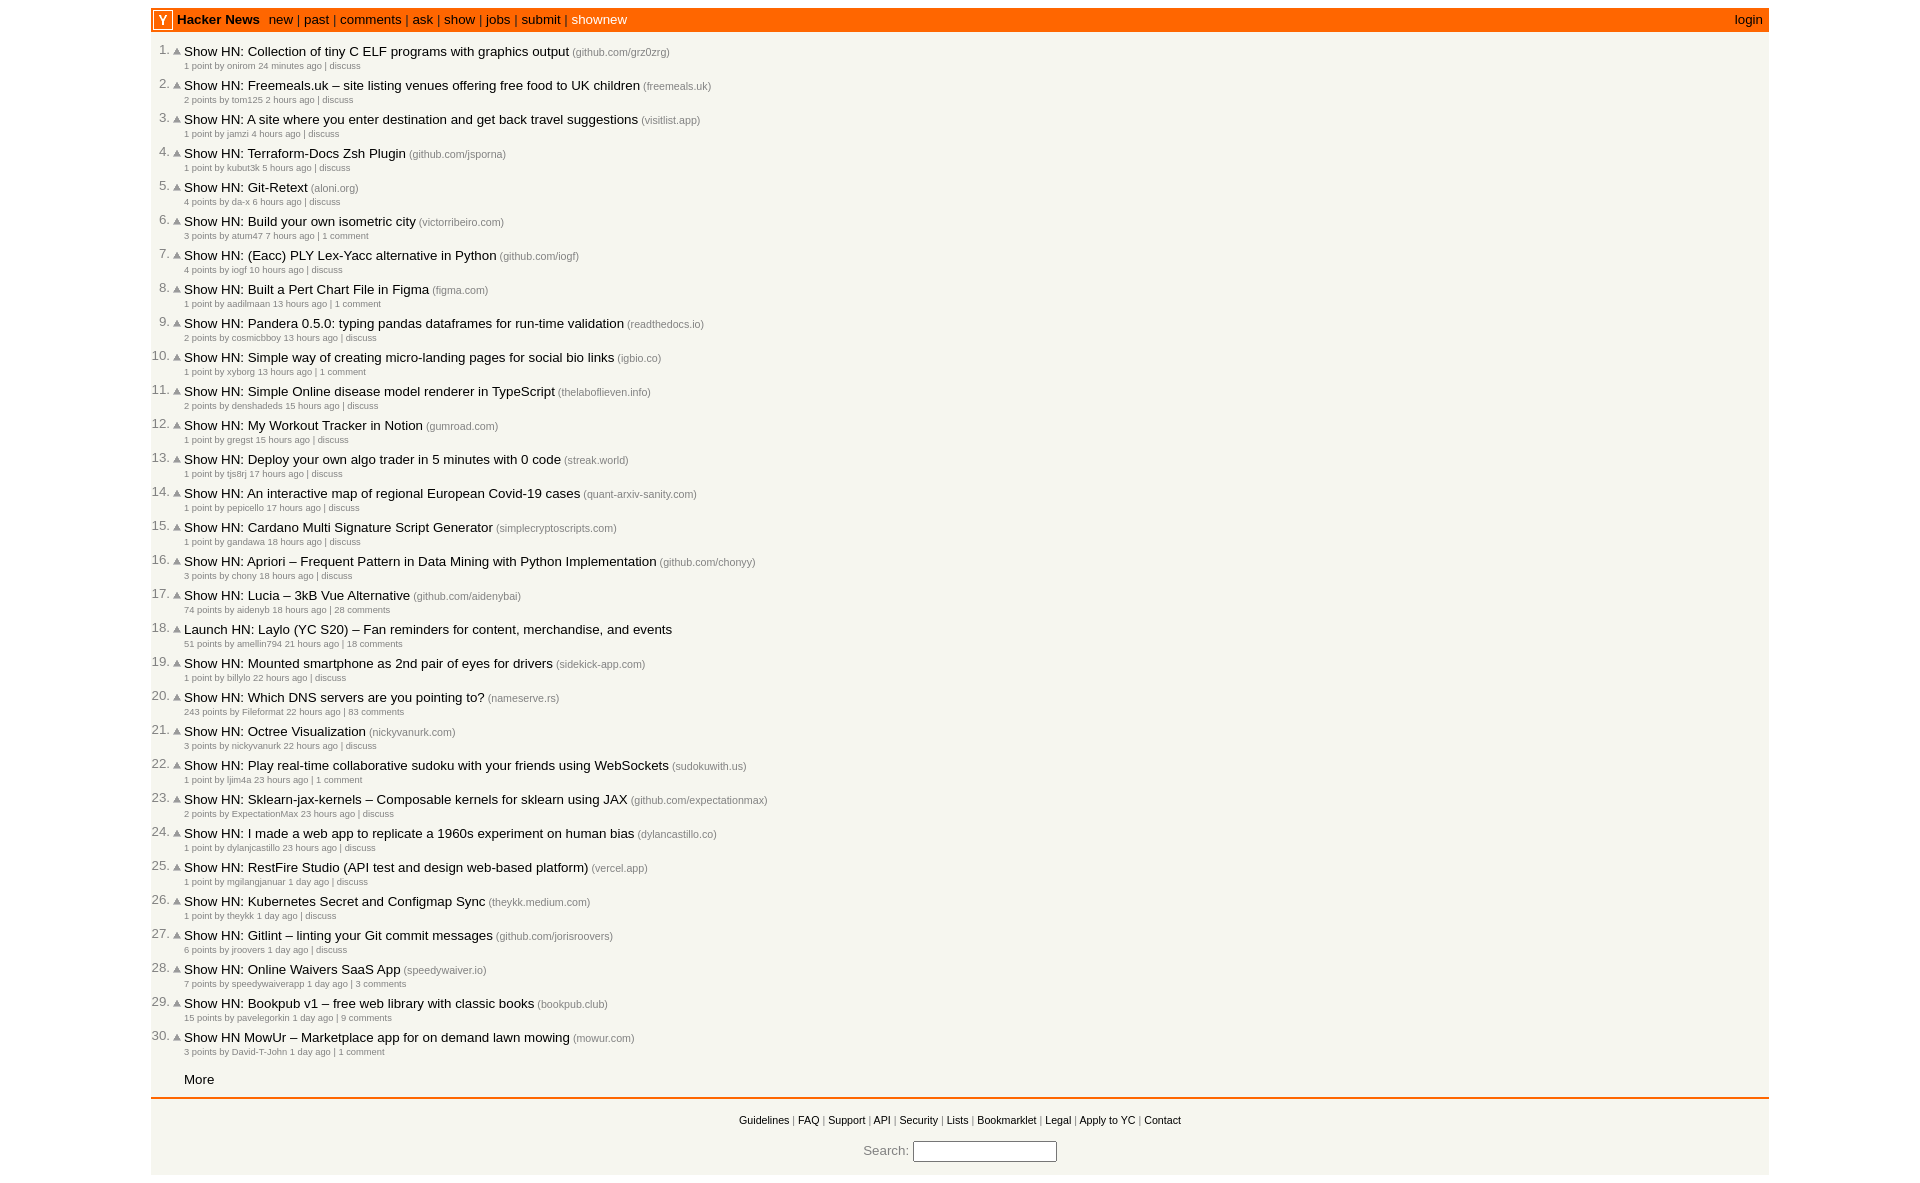 Y Hacker News new | past | comments | ask | show | jobs | submit | shownew login
1. Show HN: Collection of tiny C ELF programs with graphics output (github.com/grz0zrg)
1 point by onirom 24 minutes ago | discuss
2. Show HN: Freemeals.uk – site listing venues offering free food to UK children (freemeals.uk)
2 points by tom125 2 hours ago | discuss
3. Show HN: A site where you enter destination and get back travel suggestions (visitlist.app)
1 point by jamzi 4 hours ago | discuss
4. Show HN: Terraform-Docs Zsh Plugin (github.com/jsporna)
1 point by kubut3k 5 hours ago | discuss
5. Show HN: Git-Retext (aloni.org)
4 points by da-x 6 hours ago | discuss
6. Show HN: Build your own isometric city (victorribeiro.com)
3 points by atum47 7 hours ago | 1 comment
7. Show HN: (Eacc) PLY Lex-Yacc alternative in Python (github.com/iogf)
4 points by iogf 10 hours ago | discuss
8. Show HN: Built a Pert Chart File in Figma (figma.com)
1 point by aadilmaan 13 hours ago | 1 comment
9. Show HN: Pandera 0.5.0: typing pandas dataframes for run-time validation (readthedocs.io)
2 points by cosmicbboy 13 hours ago | discuss
10. Show HN: Simple way of creating micro-landing pages for social bio links (igbio.co)
1 point by xyborg 13 hours ago | 1 comment
11. Show HN: Simple Online disease model renderer in TypeScript (thelaboflieven.info)
2 points by denshadeds 15 hours ago | discuss
12. Show HN: My Workout Tracker in Notion (gumroad.com)
1 point by gregst 15 hours ago | discuss
13. Show HN: Deploy your own algo trader in 5 minutes with 0 code (streak.world)
1 point by tjs8rj 17 hours ago | discuss
14. Show HN: An interactive map of regional European Covid-19 cases (quant-arxiv-sanity.com)
1 point by pepicello 17 hours ago | discuss
15. Show HN: Cardano Multi Signature Script Generator (simplecryptoscripts.com)
1 point by gandawa 18 hours ago | discuss
16. Show HN: Apriori – Frequent Pattern in Data Mining with Python Implementation (github.com/chonyy)
3 points by chony 18 hours ago | discuss
17. Show HN: Lucia – 3kB Vue Alternative (github.com/aidenybai)
74 points by aidenyb 18 hours ago | 28 comments
18. Launch HN: Laylo (YC S20) – Fan reminders for content, merchandise, and events
51 points by amellin794 21 hours ago | 18 comments
19. Show HN: Mounted smartphone as 2nd pair of eyes for drivers (sidekick-app.com)
1 point by billylo 22 hours ago | discuss
20. Show HN: Which DNS servers are you pointing to? (nameserve.rs)
243 points by Fileformat 22 hours ago | 83 comments
21. Show HN: Octree Visualization (nickyvanurk.com)
3 points by nickyvanurk 22 hours ago | discuss
22. Show HN: Play real-time collaborative sudoku with your friends using WebSockets (sudokuwith.us)
1 point by ljim4a 23 hours ago | 1 comment
23. Show HN: Sklearn-jax-kernels – Composable kernels for sklearn using JAX (github.com/expectationmax)
2 points by ExpectationMax 23 hours ago | discuss
24. Show HN: I made a web app to replicate a 1960s experiment on human bias (dylancastillo.co)
1 point by dylanjcastillo 23 hours ago | discuss
25. Show HN: RestFire Studio (API test and design web-based platform) (vercel.app)
1 point by mgilangjanuar 1 day ago | discuss
26. Show HN: Kubernetes Secret and Configmap Sync (theykk.medium.com)
1 point by theykk 1 day ago | discuss
27. Show HN: Gitlint – linting your Git commit messages (github.com/jorisroovers)
6 points by jroovers 1 day ago | discuss
28. Show HN: Online Waivers SaaS App (speedywaiver.io)
7 points by speedywaiverapp 1 day ago | 3 comments
29. Show HN: Bookpub v1 – free web library with classic books (bookpub.club)
15 points by pavelegorkin 1 day ago | 9 comments
30. Show HN MowUr – Marketplace app for on demand lawn mowing (mowur.com)
3 points by David-T-John 1 day ago | 1 comment
More
Guidelines | FAQ | Support | API | Security | Lists | Bookmarklet | Legal | Apply to YC | Contact
Search: